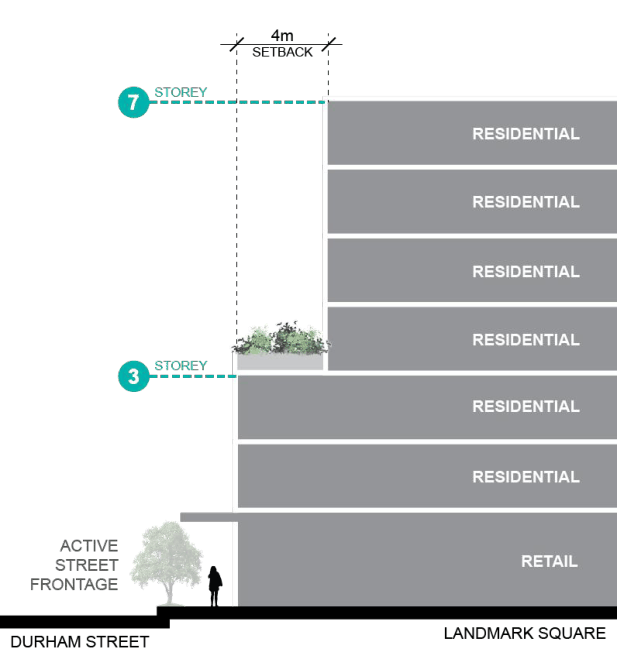 4m
SETBACK
7 STOREY
RESIDENTIAL
RESIDENTIAL
RESIDENTIAL
RESIDENTIAL
3 STOREY
RESIDENTIAL
RESIDENTIAL
ACTIVE
STREET
FRONTAGE
RETAIL
DURHAM STREET
LANDMARK SQUARE